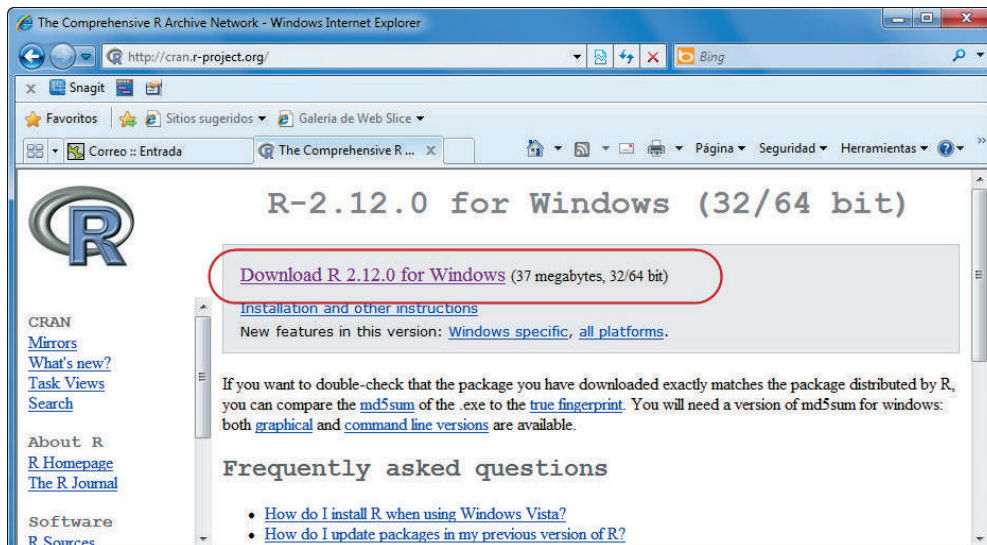 The Comprehensive R Archive Network - Windows Internet Explorer
http://cran.r-project.org/
Bing
x Snagit
Favoritos Sitios sugeridos Galería de Web Slice
Correo :: Entrada
The Comprehensive R ... X
Página Seguridad Herramientas »
R
R-2.12.0 for Windows (32/64 bit)
Download R 2.12.0 for Windows (37 megabytes, 32/64 bit)
Installation and other instructions
New features in this version: Windows specific, all platforms.
CRAN
Mirrors
What's new?
Task Views
Search
About R
R Homepage
The R Journal
Software
R Sources
If you want to double-check that the package you have downloaded exactly matches the package distributed by R,
you can compare the md5sum of the .exe to the true fingerprint. You will need a version of md5sum for windows:
both graphical and command line versions are available.
Frequently asked questions
• How do I install R when using Windows Vista?
• How do I update packages in my previous version of R?